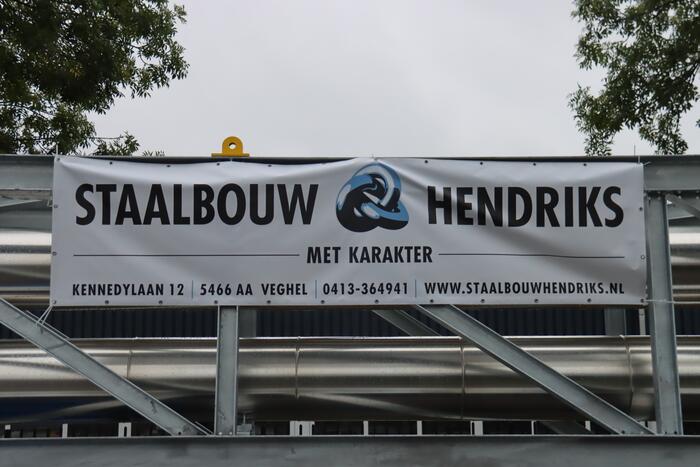 STAALBOUW HENDRIKS
MET KARAKTER
KENNEDYLAAN 12 | 5466 AA VEGHEL | 0413-364941 | WWW.STAALBOUWHENDRIKS.NL